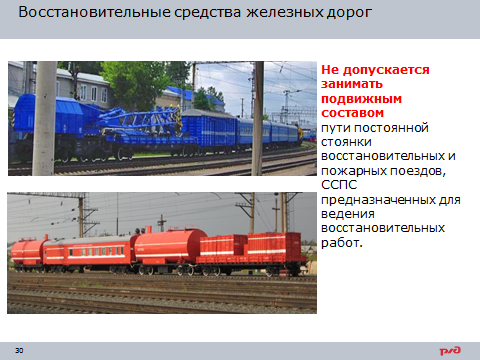 Восстановительные средства железных дорог
Не допускается
занимать
подвижным
составом
пути постоянной
стоянки
восстановительных и
пожарных поездов,
ССПС
предназначенных для
ведения
восстановительных
работ.
30
ржд